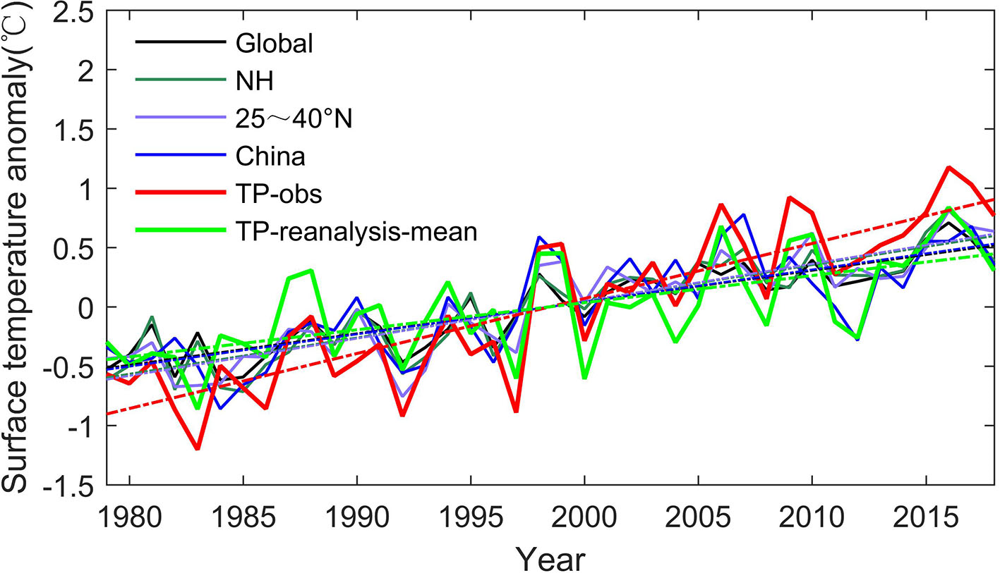 Surface temperature anomaly(℃)
2.5
2
1.5
1
0.5
0
-0.5
-1
-1.5
Global
NH
25～40°N
China
TP-obs
TP-reanalysis-mean
1980 1985 1990 1995 2000 2005 2010 2015
Year